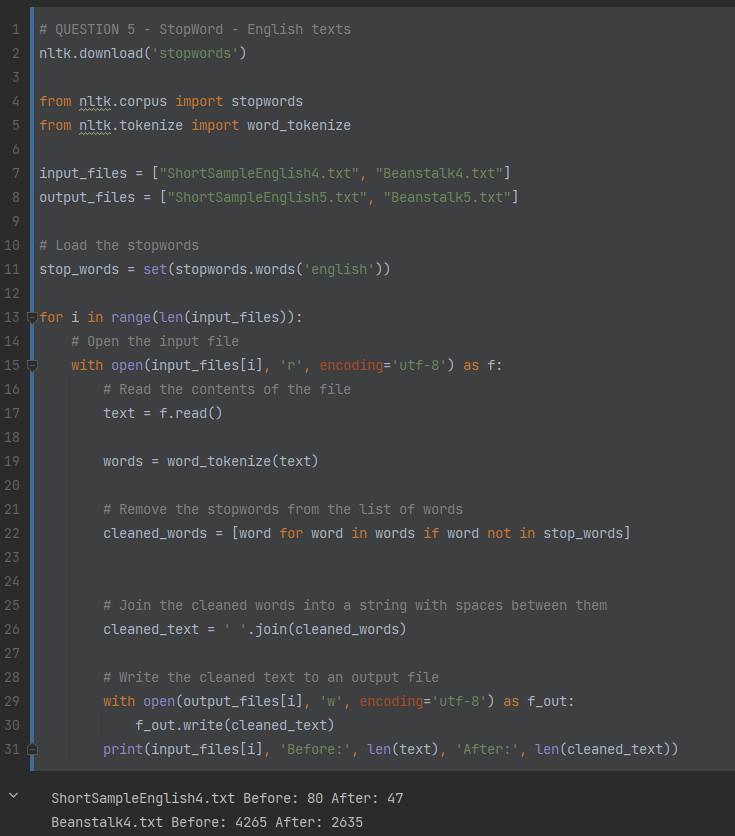 1 # QUESTION 5 - StopWord - English texts
2 nltk.download('stopwords')
3
4 from nltk.corpus import stopwords
5 from nltk.tokenize import word_tokenize
6
7 input_files = ["ShortSampleEnglish4.txt", "Beanstalk4.txt"]
8 output_files = ["ShortSampleEnglish5.txt", "Beanstalk5.txt"]
9
10 # Load the stopwords
11 stop_words = set(stopwords.words('english'))
12
13 for i in range(len(input_files)):
14     # Open the input file
15     with open(input_files[i], 'r', encoding='utf-8') as f:
16         # Read the contents of the file
17         text = f.read()
18
19         words = word_tokenize(text)
20
21         # Remove the stopwords from the list of words
22         cleaned_words = [word for word in words if word not in stop_words]
23
24
25         # Join the cleaned words into a string with spaces between them
26         cleaned_text = ' '.join(cleaned_words)
27
28         # Write the cleaned text to an output file
29         with open(output_files[i], 'w', encoding='utf-8') as f_out:
30             f_out.write(cleaned_text)
31         print(input_files[i], 'Before:', len(text), 'After:', len(cleaned_text))
ShortSampleEnglish4.txt Before: 80 After: 47
Beanstalk4.txt Before: 4265 After: 2635